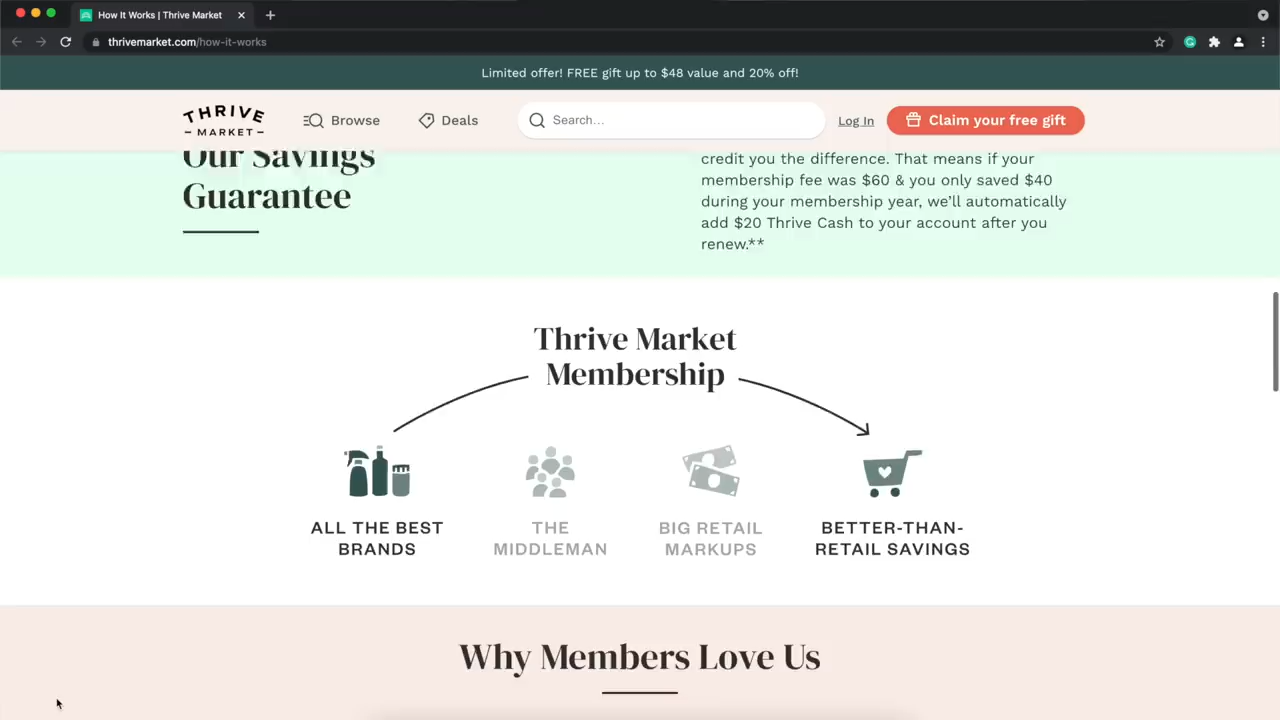 How It Works | Thrive Market
thrivemarket.com/how-it-works
Limited offer! FREE gift up to $48 value and 20% off!
THRIVE
MARKET
Browse
Deals
Search...
Log In
Claim your free gift
Our Savings
Guarantee
credit you the difference. That means if your
membership fee was $60 & you only saved $40
during your membership year, we’ll automatically
add $20 Thrive Cash to your account after you
renew.**
Thrive Market
Membership
ALL THE BEST
BRANDS
THE
MIDDLEMAN
BIG RETAIL
MARKUPS
BETTER-THAN-
RETAIL SAVINGS
Why Members Love Us